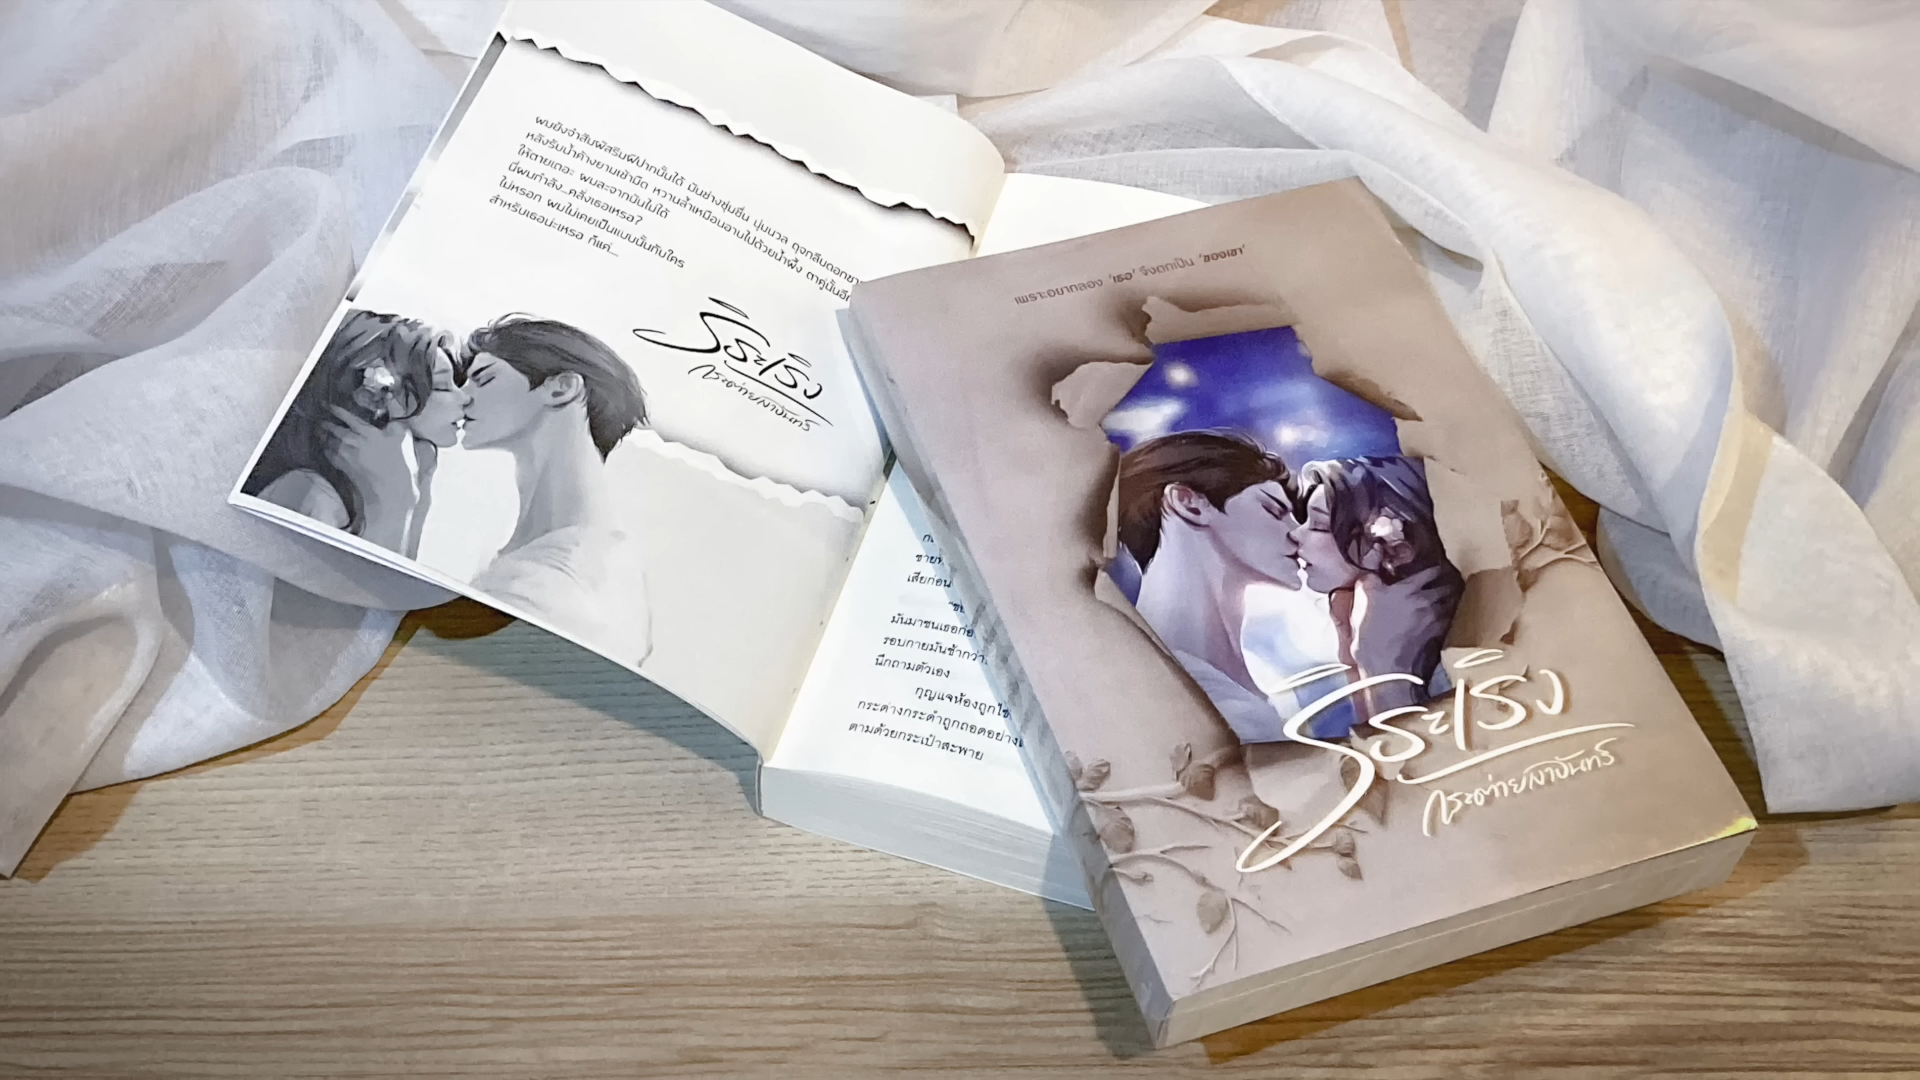 ผมยังจำสัมผัสริมฝีปากนั้นได้ มันช่างชุ่มชื่น นุ่มนวล ดุจกลีบดอก
หลังรับน้ำค้างยามเช้ามืด หวานล้ำเหมือนอาบไปด้วยน้ำผึ้ง ตาคู่นั้นอีก
ให้ตายเถอะ ผมละจากมันไม่ได้
นี่ผมกำลัง...คลั่งเธอเหรอ?
ไม่หรอก ผมไม่เคยเป็นแบบนั้นกับใคร
สำหรับเธอน่ะเหรอ ก็แค่...
ระเริง
กระต่ายลาจันทร์
เสียก่อน
มันมาชนเธอก่อ
รอบกายมันช้ากว่า
นึกถามตัวเอง
กุญแจห้องถูกไข
กระด่างกระดำถูกถอดอย่าง
ตามด้วยกระเป๋าสะพาย
เพราะอยากลอง 'เธอ' จึงตกเป็น 'ของเขา'
ระเริง
กระต่ายลาจันทร์